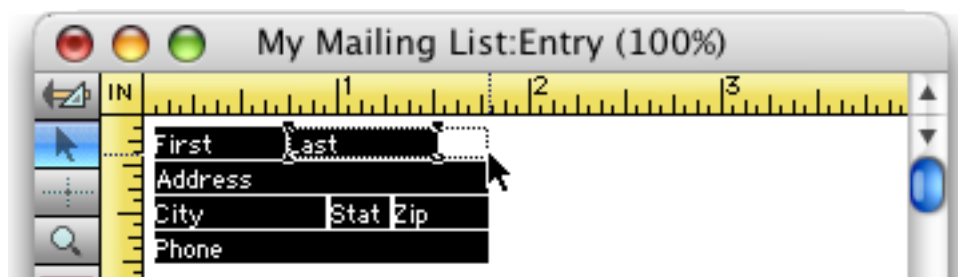 My Mailing List:Entry (100%)
IN 1 2 3
First Last
Address
City Stat Zip
Phone